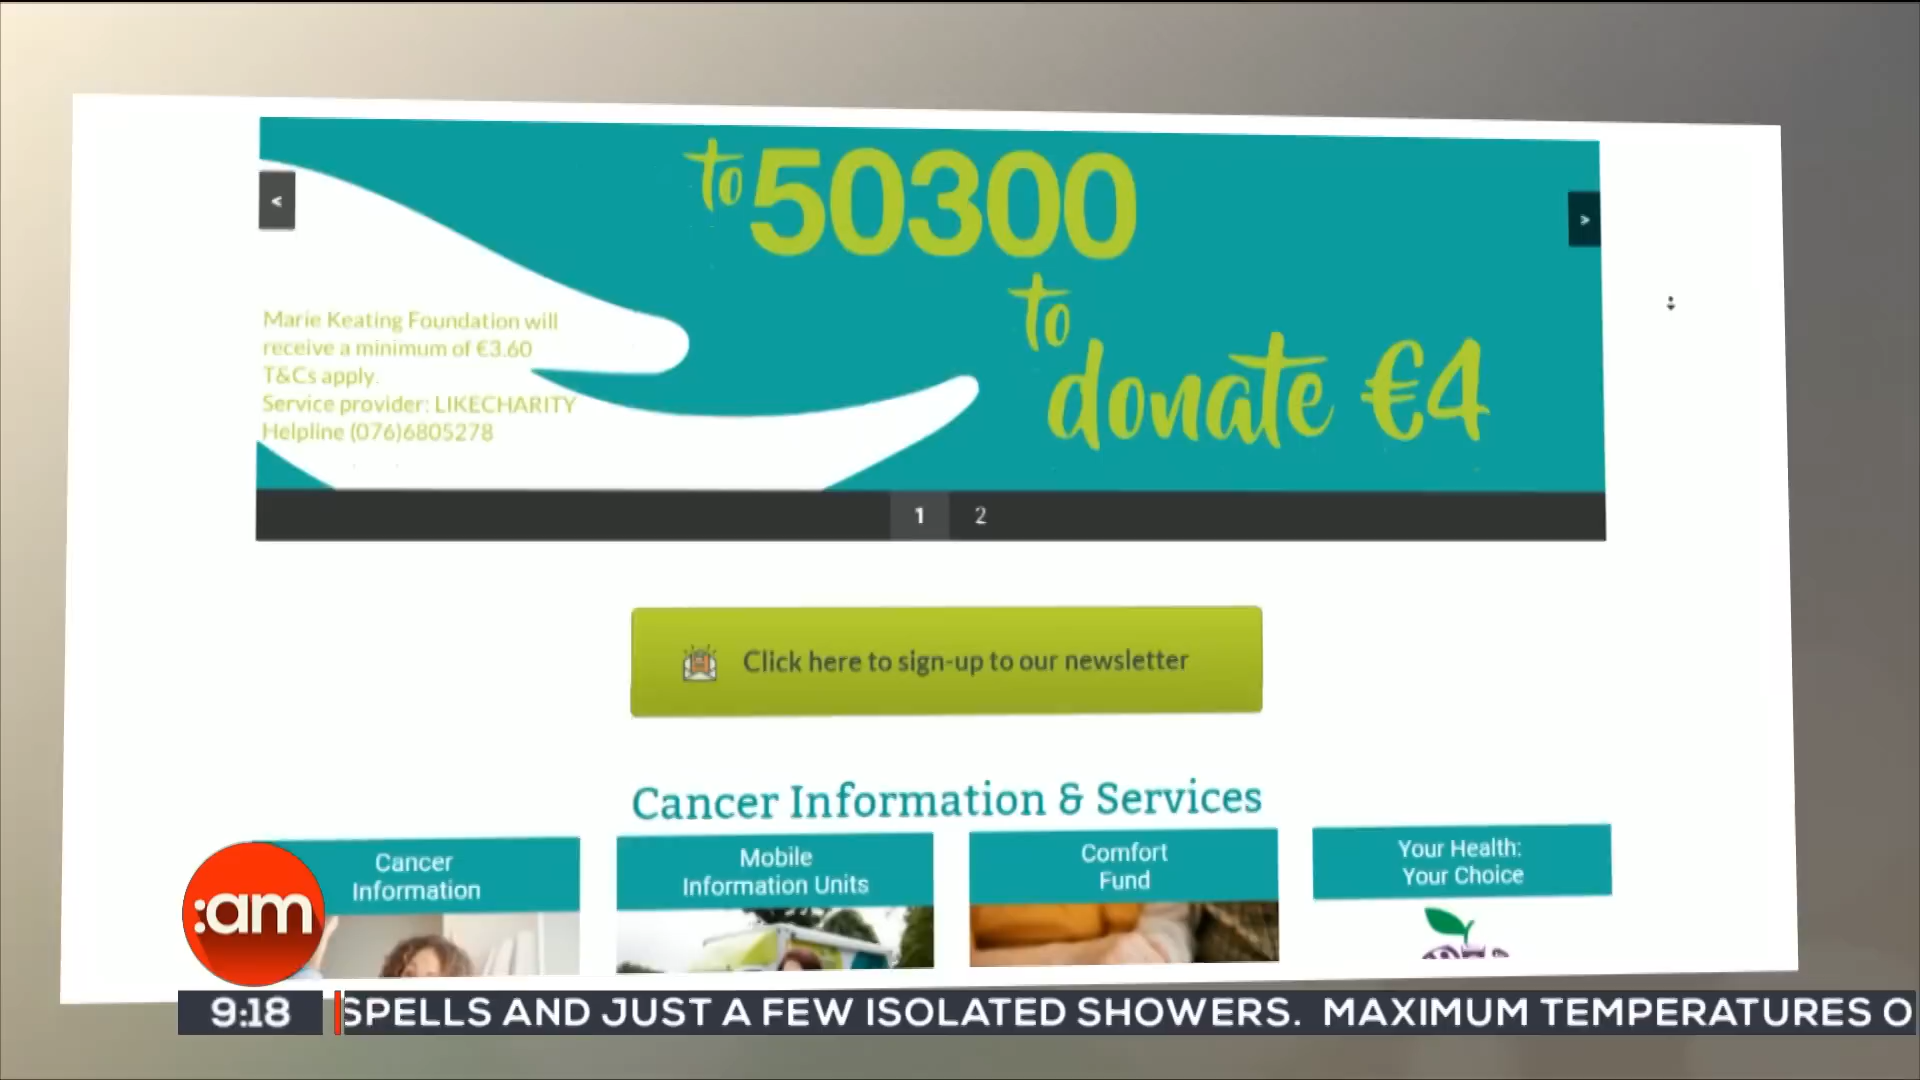 to 50300
<
>
to
donate €4
Marie Keating Foundation will
receive a minimum of €3.60
T&Cs apply.
Service provider: LIKECHARITY
Helpline (076)6805278
1 2
Click here to sign-up to our newsletter
Cancer Information & Services
Cancer
Information
Mobile
Information Units
Comfort
Fund
Your Health:
Your Choice
:am
9:18
SPELLS AND JUST A FEW ISOLATED SHOWERS. MAXIMUM TEMPERATURES O